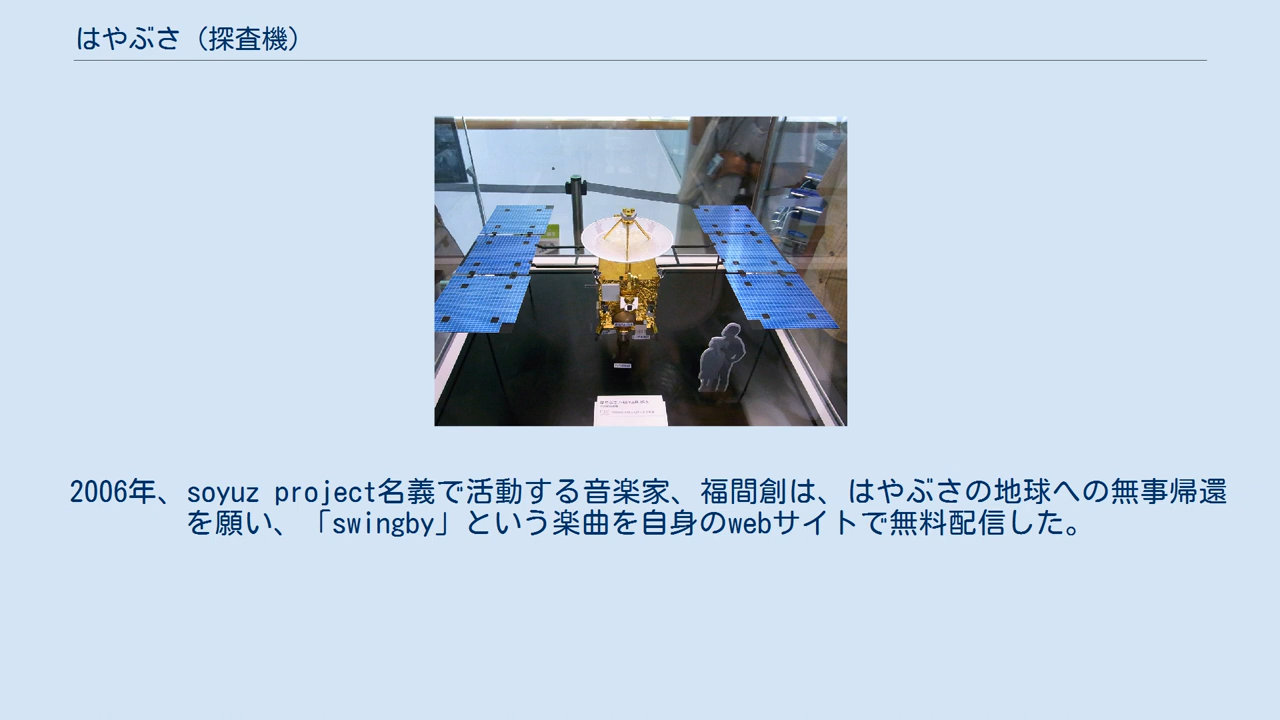 はやぶさ（探査機）
2006年、soyuz project名義で活動する音楽家、福間創は、はやぶさの地球への無事帰還
を願い、「swingby」という楽曲を自身のwebサイトで無料配信した。